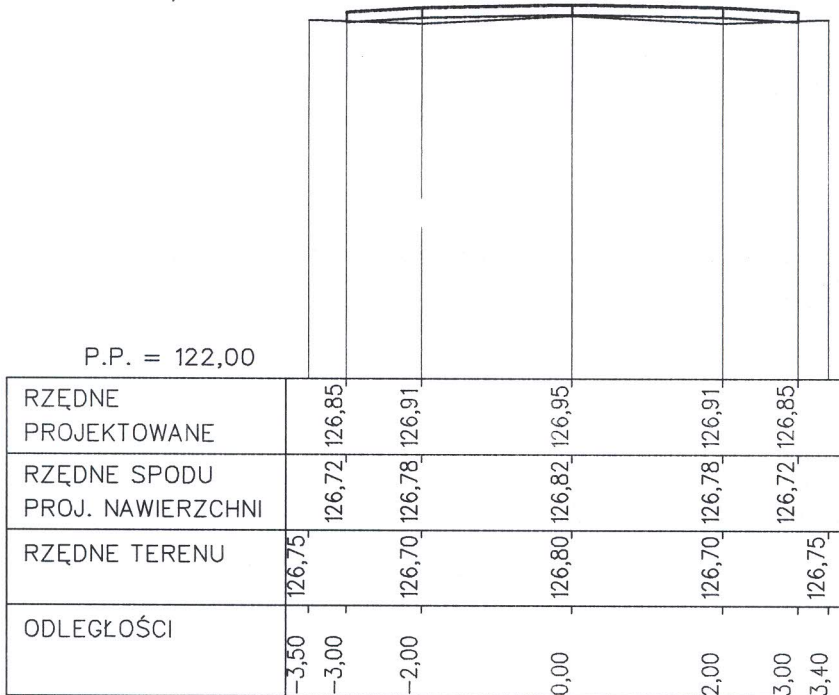 P.P. = 122,00
RZĘDNE PROJEKTOWANE 126,85 126,91 126,95 126,91 126,85
RZĘDNE SPODU PROJ. NAWIERZCHNI 126,72 126,78 126,82 126,78 126,72
RZĘDNE TERENU 126,75 126,70 126,80 126,70 126,75
ODLEGŁOŚCI -3,50 -3,00 -2,00 0,00 2,00 3,00 3,40